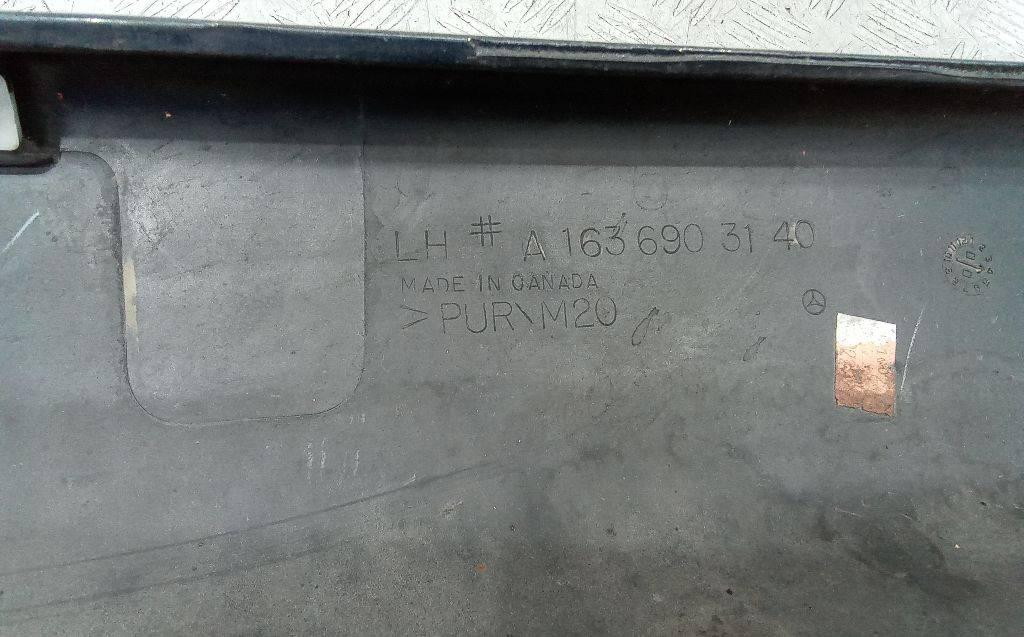 LH # A 163 690 31 40
MADE IN CANADA
>PUR\M20